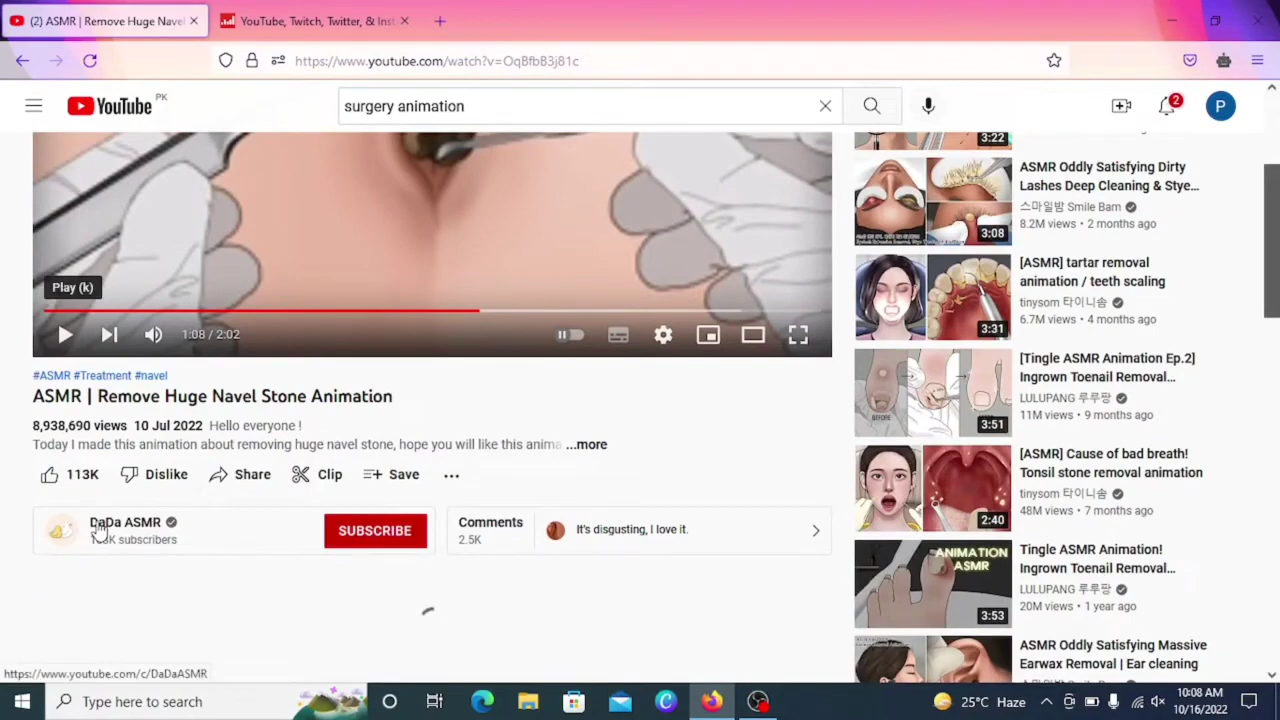 (2) ASMR | Remove Huge Navel
YouTube, Twitch, Twitter, & Inst
https://www.youtube.com/watch?v=OqBfbB3j81c
YouTube PK
surgery animation
2
P
3:22
ASMR Oddly Satisfying Dirty
Lashes Deep Cleaning & Stye...
스마일밤 Smile Bam
8.2M views • 2 months ago
3:08
[ASMR] tartar removal
animation / teeth scaling
tinysom 타이니솜
6.7M views • 4 months ago
3:31
[Tingle ASMR Animation Ep.2]
Ingrown Toenail Removal...
LULUPANG 루루팡
11M views • 9 months ago
BEFORE
3:51
[ASMR] Cause of bad breath!
Tonsil stone removal animation
tinysom 타이니솜
48M views • 7 months ago
2:40
Tingle ASMR Animation!
Ingrown Toenail Removal...
LULUPANG 루루팡
20M views • 1 year ago
ANIMATION
ASMR
3:53
ASMR Oddly Satisfying Massive
Earwax Removal | Ear cleaning
Play (k)
1:08 / 2:02
#ASMR #Treatment #navel
ASMR | Remove Huge Navel Stone Animation
8,938,690 views 10 Jul 2022 Hello everyone !
Today I made this animation about removing huge navel stone, hope you will like this anima ...more
113K Dislike Share Clip Save
DaDa ASMR
subscribers
SUBSCRIBE
Comments
2.5K
It's disgusting, I love it.
https://www.youtube.com/c/DaDaASMR
Type here to search
25°C Haze
10:08 AM
10/16/2022